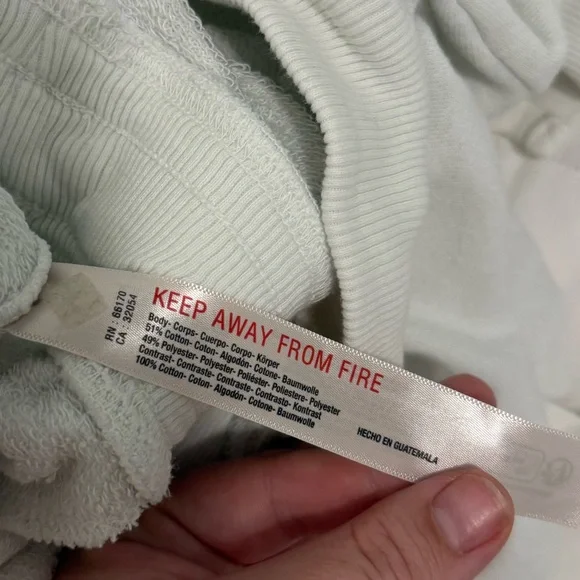 RN : 66170
CA : 32054
KEEP AWAY FROM FIRE
Body- Corps- Cuerpo- Corpo- Körper
51% Cotton- Coton- Algodón- Cotone- Baumwolle
49% Polyester- Polyester- Poliéster- Poliestere- Polyester
Contrast- Contraste- Contraste- Contrasto- Kontrast
100% Cotton- Coton- Algodón- Cotone- Baumwolle
HECHO EN GUATEMALA